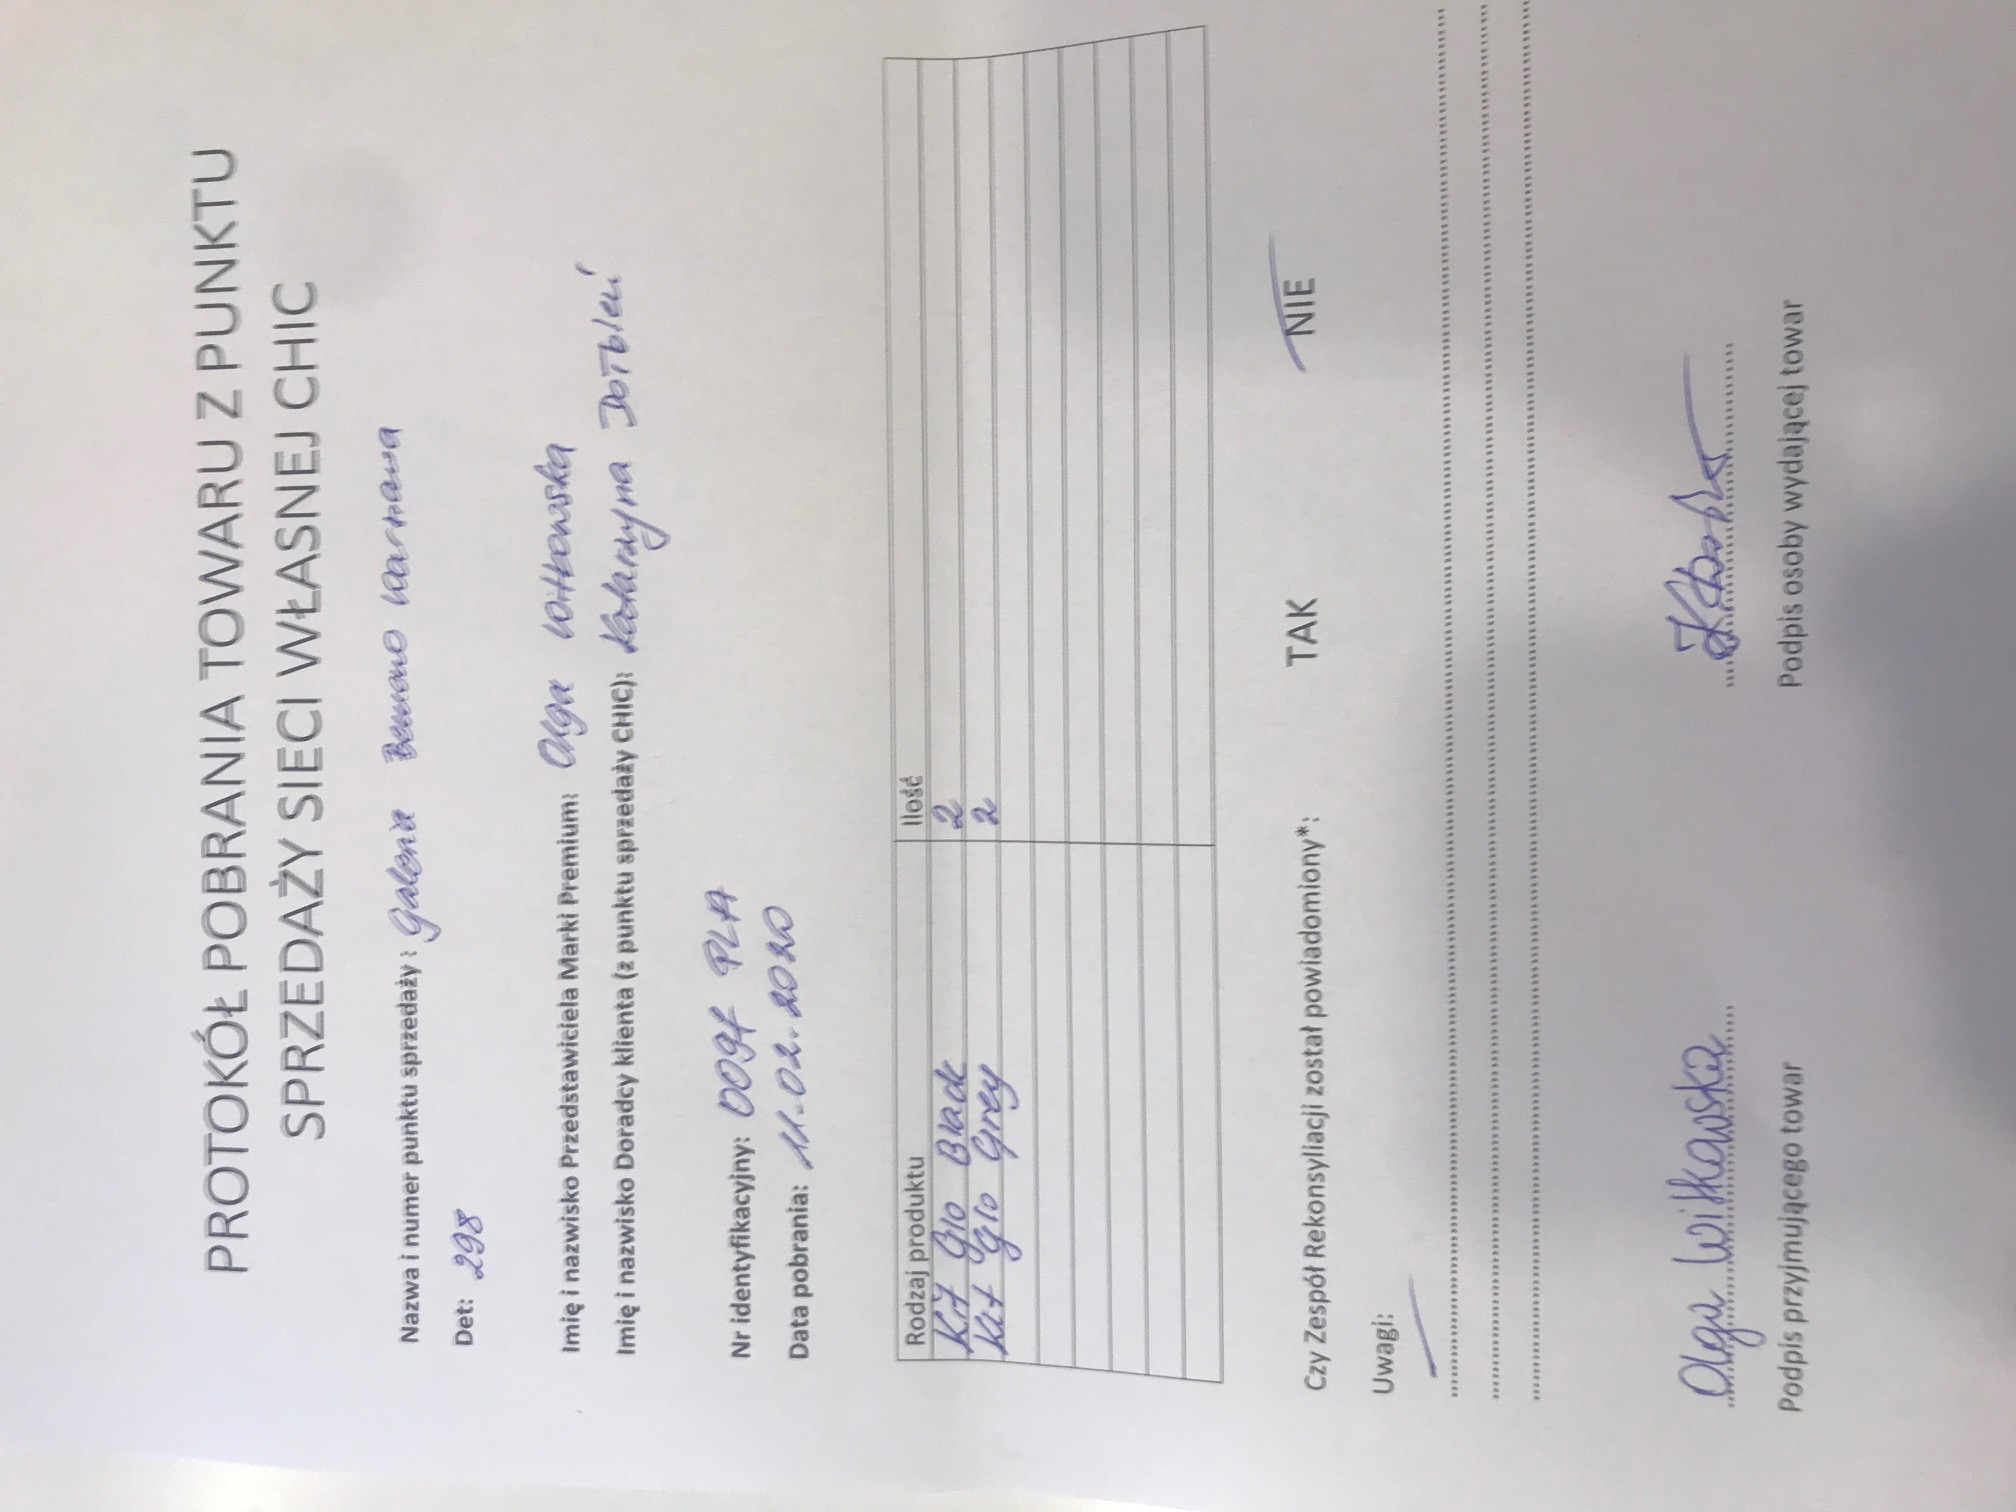 PROTOKÓŁ POBRANIA TOWARU Z PUNKTU
SPRZEDAŻY SIECI WŁASNEJ CHIC
Nazwa i numer punktu sprzedaży : Galeria Bemowo Warszawa
Det: 298
Imię i nazwisko Przedstawiciela Marki Premium: Olga Witkowska
Imię i nazwisko Doradcy klienta (z punktu sprzedaży CHIC): Katarzyna
Nr identyfikacyjny: 0097 PLA
Data pobrania: 11.02.2020
Rodzaj produktu Ilość
Kit Glo Black 2
Kit Glo Grey 2
Czy Zespół Rekonsyliacji został powiadomiony*: TAK NIE
Uwagi:
Olga Witkowska
Podpis przyjmującego towar Podpis osoby wydającej towar